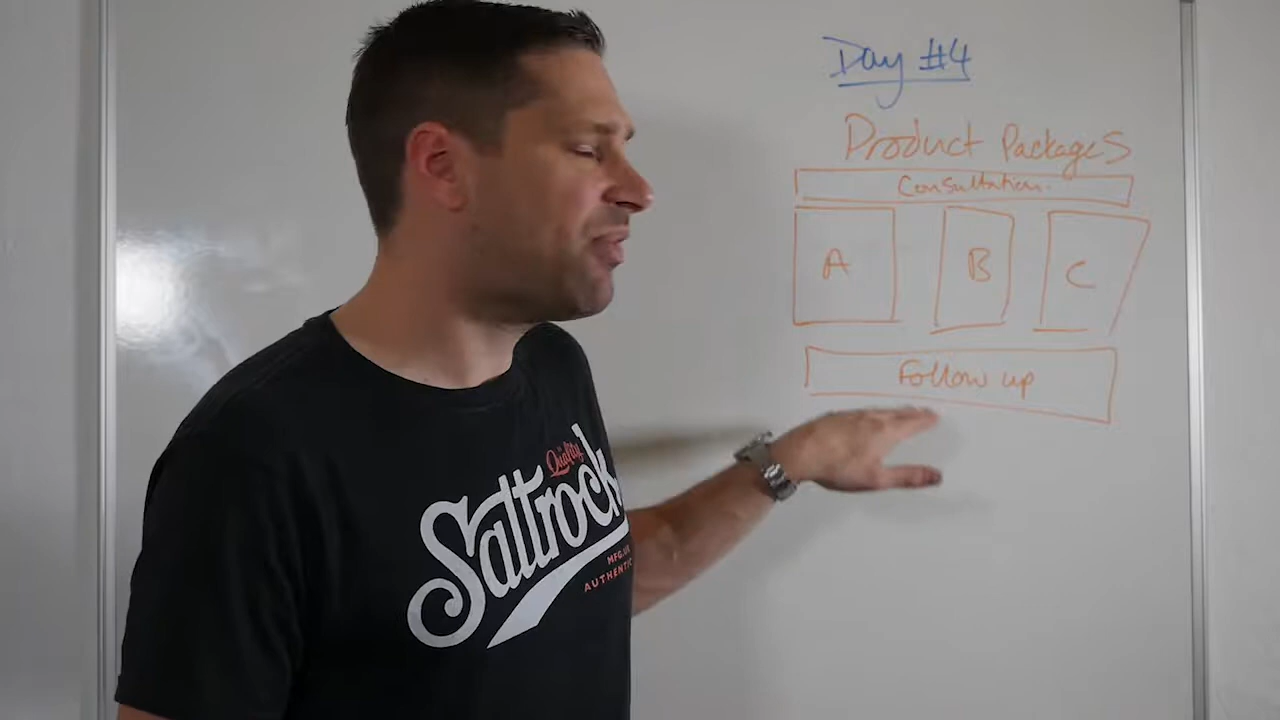 Day #4
Product Packages
Consultation.
A B C
Follow up
Quality
Saltrock
MFG.
AUTHENTIC